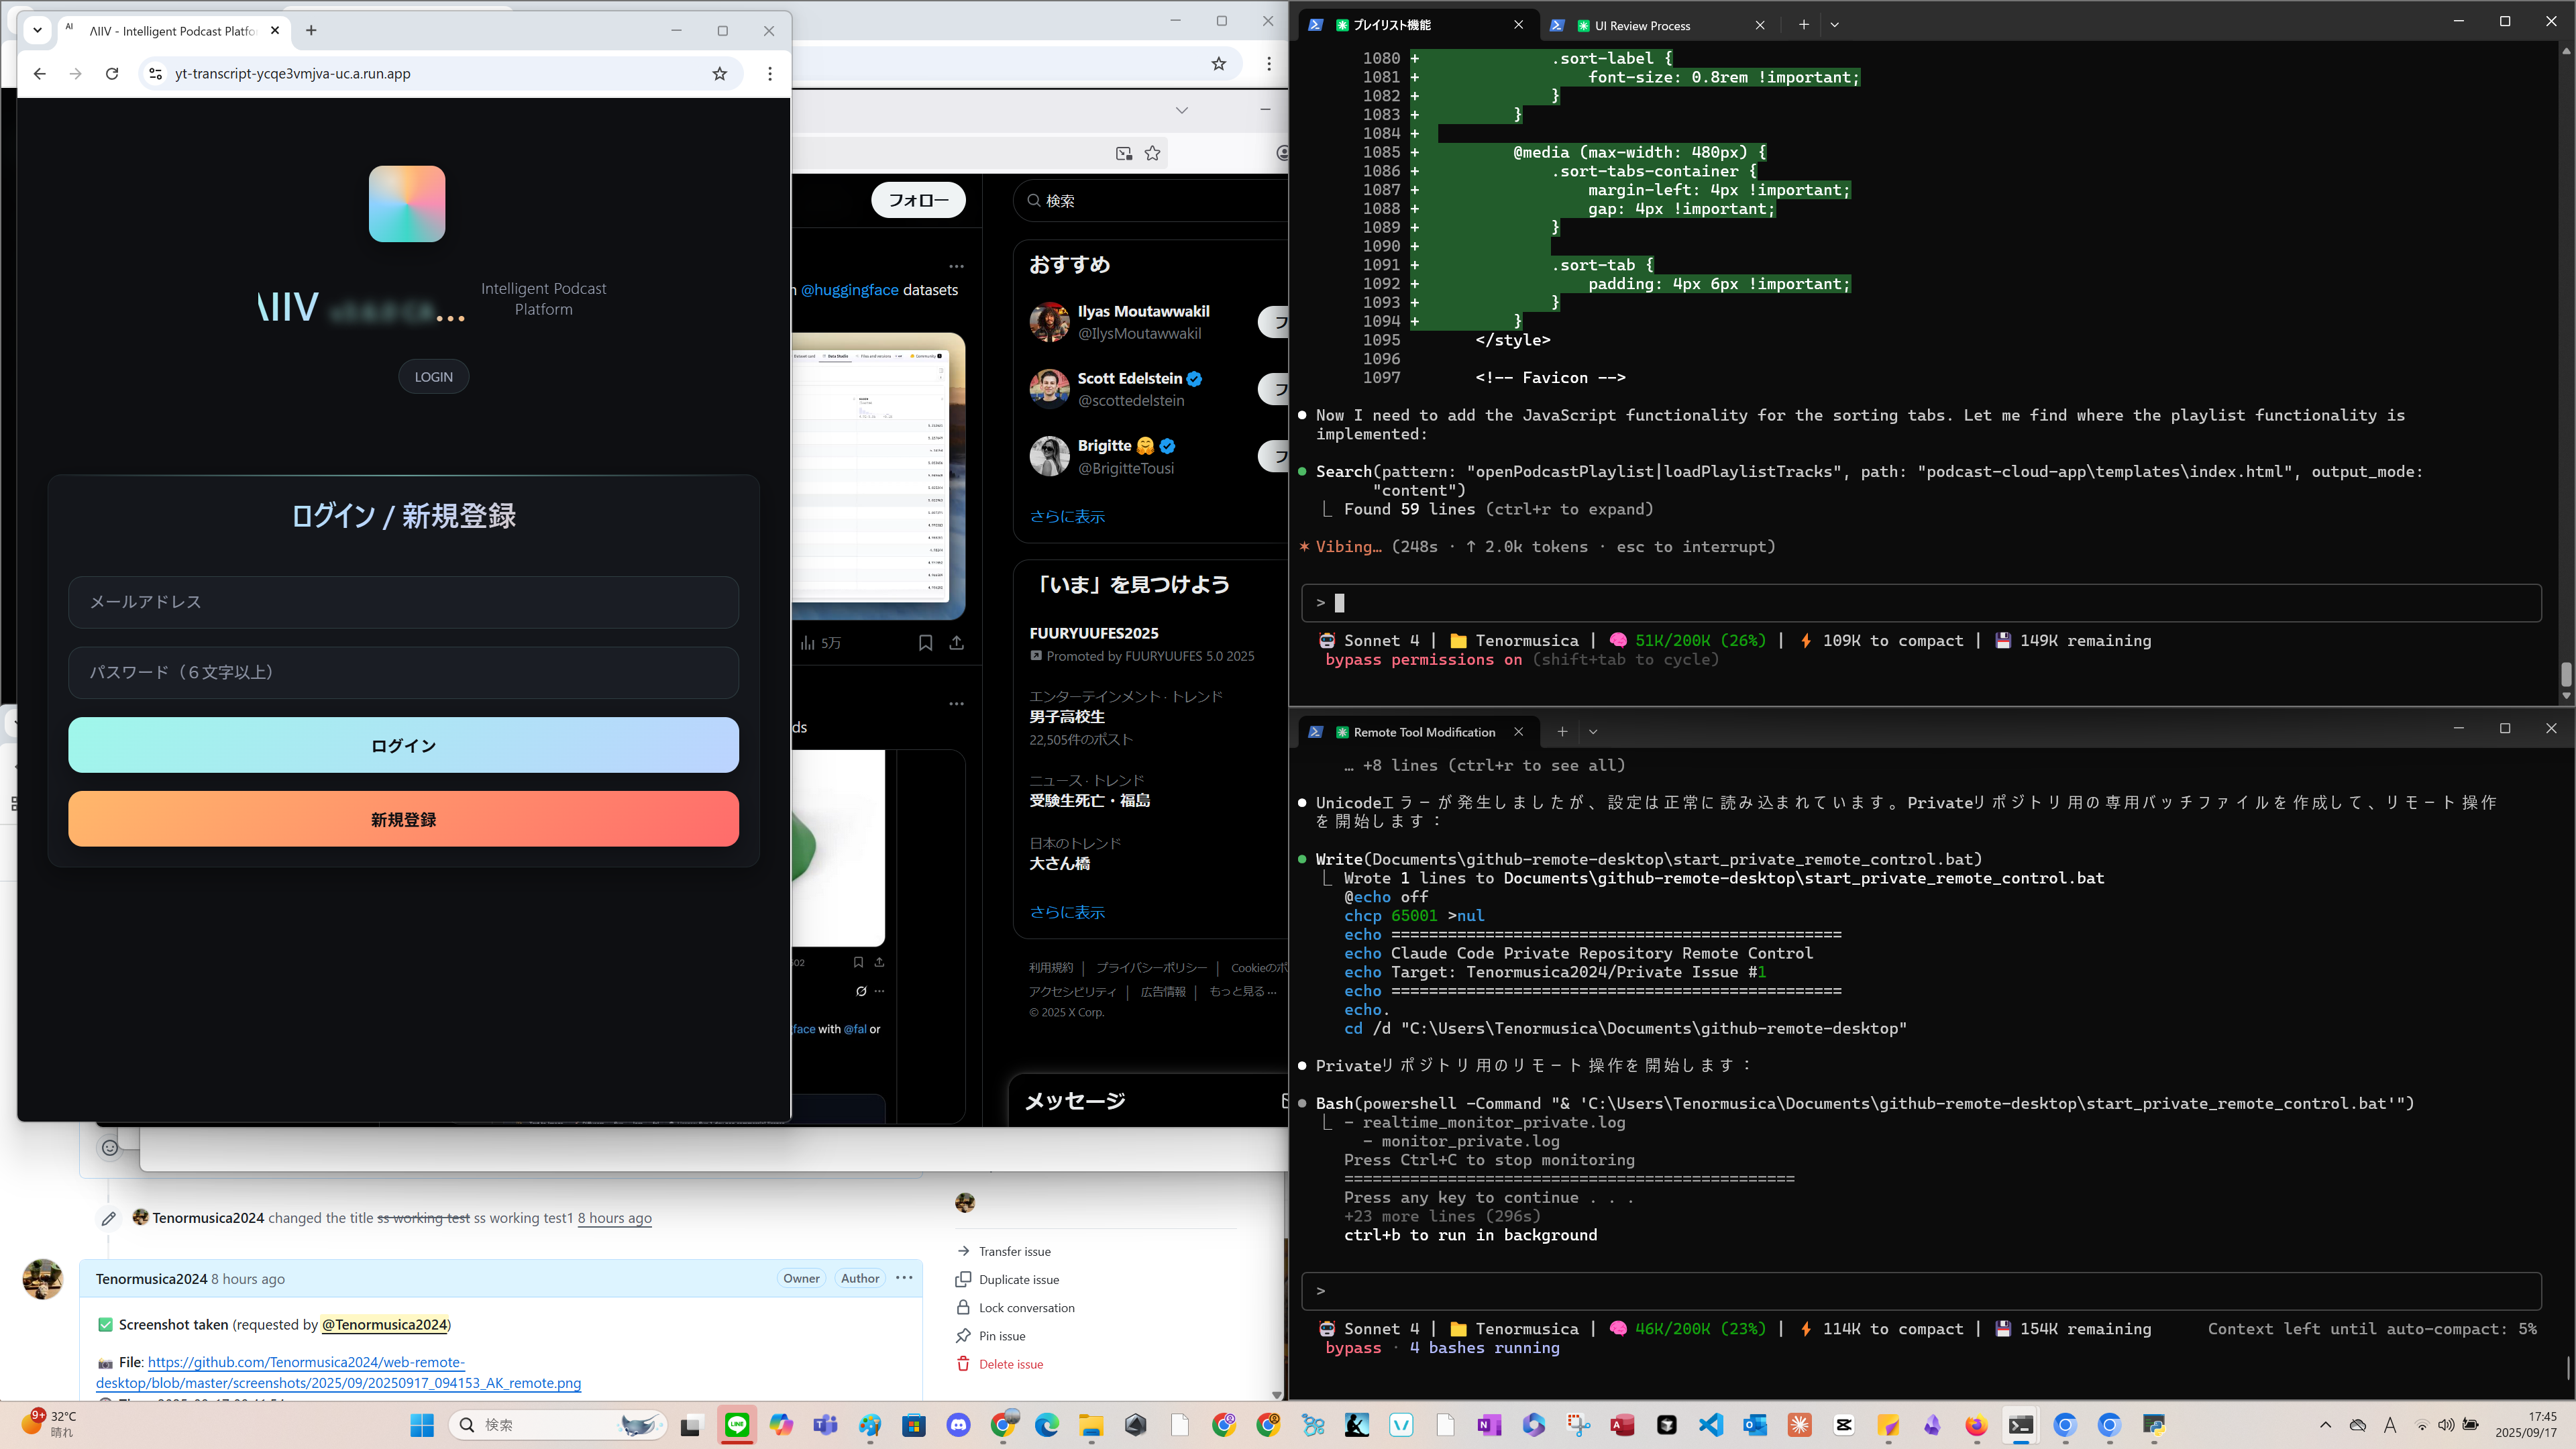 ΛIIV - Intelligent Podcast Platfo
yt-transcript-ycqe3vmjva-uc.a.run.app
ΛIIV
...
Intelligent Podcast
Platform
LOGIN
ログイン / 新規登録
メールアドレス
パスワード（６文字以上）
ログイン
新規登録
フォロー
検索
@huggingface datasets
5万
ds
face with @fal or
おすすめ
Ilyas Moutawwakil
@IlysMoutawwakil
Scott Edelstein
@scottedelstein
Brigitte 🤗
@BrigitteTousi
さらに表示
「いま」を見つけよう
FUURYUUFES2025
Promoted by FUURYUUFES 5.0 2025
エンターテインメント · トレンド
男子高校生
22,505件のポスト
ニュース · トレンド
受験生死亡・福島
日本のトレンド
大さん橋
さらに表示
利用規約 | プライバシーポリシー | Cookieのポ
アクセシビリティ | 広告情報 | もっと見る ···
© 2025 X Corp.
メッセージ
Tenormusica2024 changed the title ss working test ss working test1 8 hours ago
Tenormusica2024 8 hours ago
Owner
Author
✅ Screenshot taken (requested by @Tenormusica2024)
📷 File: https://github.com/Tenormusica2024/web-remote-
desktop/blob/master/screenshots/2025/09/20250917_094153_AK_remote.png
Transfer issue
Duplicate issue
Lock conversation
Pin issue
Delete issue
プレイリスト機能
UI Review Process
1080 + .sort-label {
1081 + font-size: 0.8rem !important;
1082 + }
1083 + }
1084 +
1085 + @media (max-width: 480px) {
1086 + .sort-tabs-container {
1087 + margin-left: 4px !important;
1088 + gap: 4px !important;
1089 + }
1090 +
1091 + .sort-tab {
1092 + padding: 4px 6px !important;
1093 + }
1094 + }
1095 </style>
1096
1097 <!-- Favicon -->
● Now I need to add the JavaScript functionality for the sorting tabs. Let me find where the playlist functionality is
implemented:
● Search(pattern: "openPodcastPlaylist|loadPlaylistTracks", path: "podcast-cloud-app\templates\index.html", output_mode:
"content")
⎿ Found 59 lines (ctrl+r to expand)
✶ Vibing… (248s · ↑ 2.0k tokens · esc to interrupt)
>
🤖 Sonnet 4 | 📁 Tenormusica | 🧠 51K/200K (26%) | ⚡ 109K to compact | 💾 149K remaining
bypass permissions on (shift+tab to cycle)
Remote Tool Modification
… +8 lines (ctrl+r to see all)
● Unicodeエラーが発生しましたが、設定は正常に読み込まれています。Privateリポジトリ用の専用バッチファイルを作成して、リモート操作
を開始します：
● Write(Documents\github-remote-desktop\start_private_remote_control.bat)
⎿ Wrote 1 lines to Documents\github-remote-desktop\start_private_remote_control.bat
@echo off
chcp 65001 >nul
echo ================================================
echo Claude Code Private Repository Remote Control
echo Target: Tenormusica2024/Private Issue #1
echo ================================================
echo.
cd /d "C:\Users\Tenormusica\Documents\github-remote-desktop"
● Privateリポジトリ用のリモート操作を開始します：
● Bash(powershell -Command "& 'C:\Users\Tenormusica\Documents\github-remote-desktop\start_private_remote_control.bat'")
⎿ - realtime_monitor_private.log
- monitor_private.log
Press Ctrl+C to stop monitoring
================================================
Press any key to continue . . .
+23 more lines (296s)
ctrl+b to run in background
>
🤖 Sonnet 4 | 📁 Tenormusica | 🧠 46K/200K (23%) | ⚡ 114K to compact | 💾 154K remaining
Context left until auto-compact: 5%
bypass · 4 bashes running
9+
32°C
晴れ
検索
17:45
2025/09/17